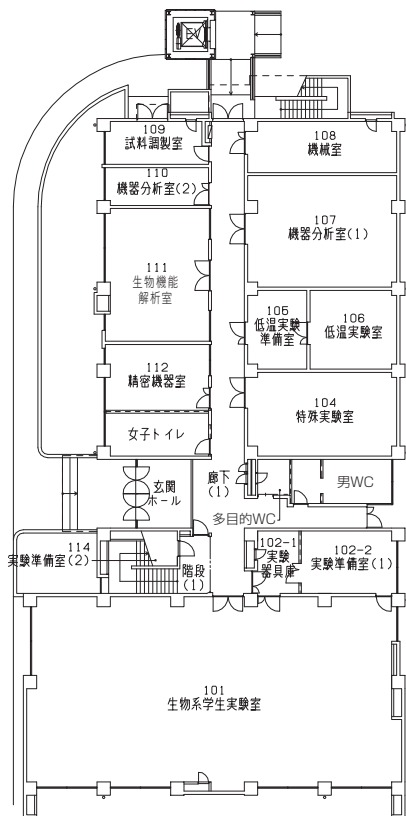 EV
109
試料調製室
108
機械室
110
機器分析室(2)
107
機器分析室(1)
111
生物機能
解析室
105
低温実験
準備室
106
低温実験室
112
精密機器室
104
特殊実験室
女子トイレ
玄関
ホール
廊下
(1)
男WC
多目的WC
114
実験準備室(2)
階段
(1)
102-1
実験
器具庫
102-2
実験準備室(1)
101
生物系学生実験室